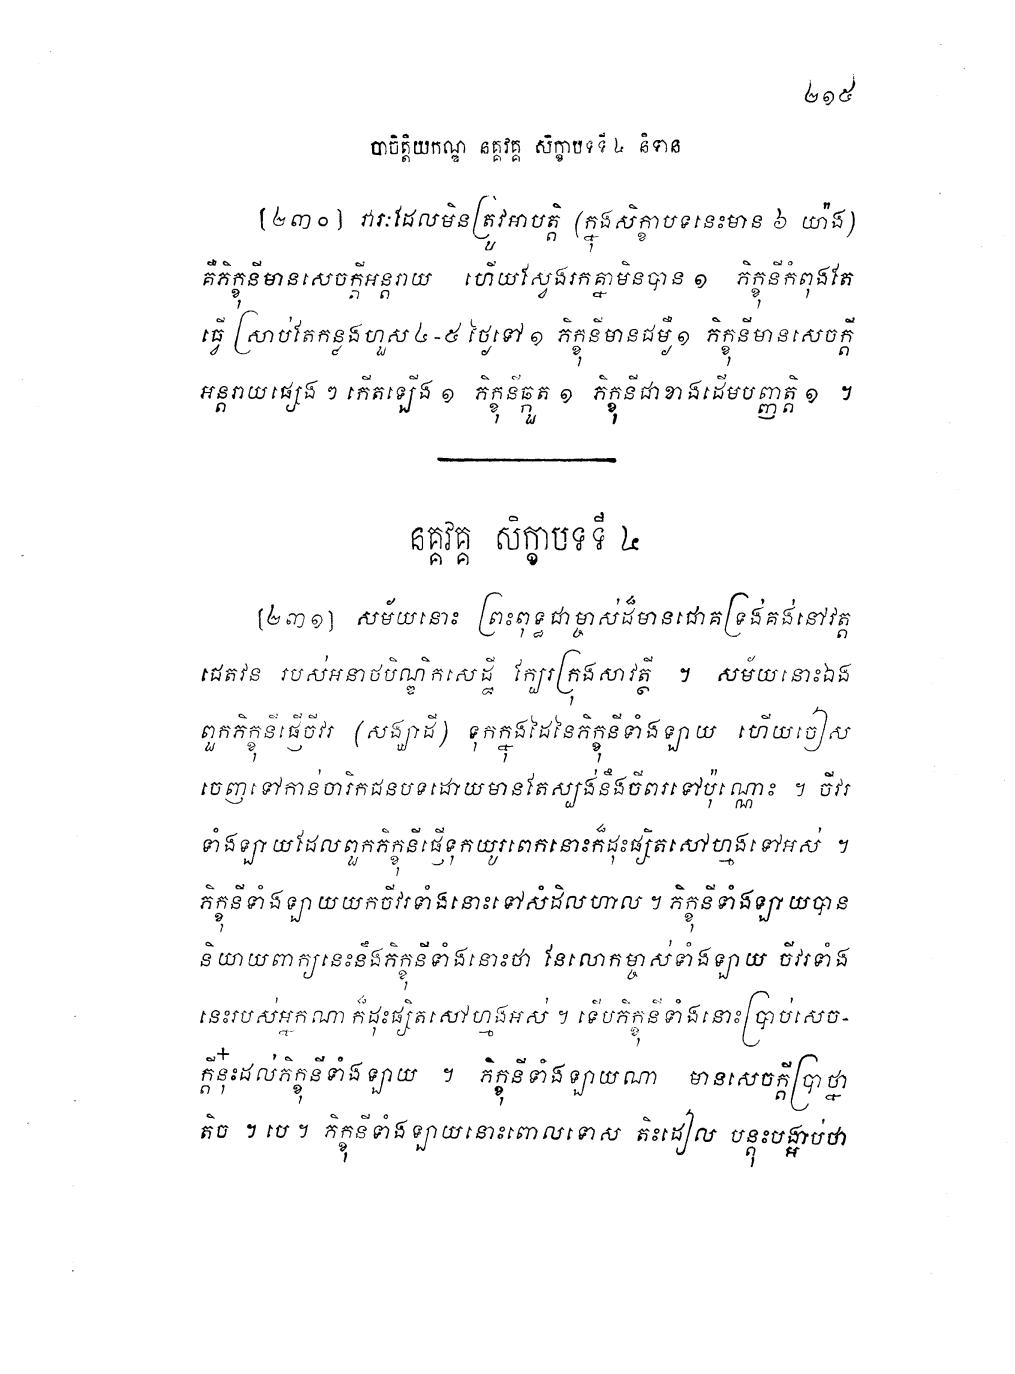 ២១៥
បាចិត្តិយកណ្ឌ នគ្គវគ្គ សិក្ខាបទទី ៤ និទាន
[២៣០] វារៈដែលមិនត្រូវអាបត្តិ (ក្នុងសិក្ខាបទនេះមាន ៦ យ៉ាង)
គឺភិក្ខុនីមានសេចក្តីអន្តរាយ ហើយស្វែងរកគ្នាមិនបាន ១ ភិក្ខុនីកំពុងតែ
ធ្វើ ស្រាប់តែកន្លងហួស ៤-៥ ថ្ងៃទៅ ១ ភិក្ខុនីមានជម្ងឺ ១ ភិក្ខុនីមានសេចក្តី
អន្តរាយផ្សេង ៗ កើតឡើង ១ ភិក្ខុនីឆ្កួត ១ ភិក្ខុនីជាខាងដើមបញ្ញត្តិ ១ ។
នគ្គវគ្គ សិក្ខាបទទី ៤
[២៣១] សម័យនោះ ព្រះពុទ្ធជាម្ចាស់ដ៏មានជោគ ទ្រង់គង់នៅវត្ត
ជេតវន របស់អនាថបិណ្ឌិកសេដ្ឋី ក្បែរក្រុងសាវត្ថី ។ សម័យនោះឯង
ពួកភិក្ខុនីផ្ញើចីវរ (សង្ឃាដី) ទុកក្នុងដៃនៃភិក្ខុនីទាំងឡាយ ហើយចៀស
ចេញទៅកាន់ចារិកជនបទដោយមានតែស្បង់នឹងចីពរទៅប៉ុណ្ណោះ ។ ចីវរ
ទាំងឡាយដែលពួកភិក្ខុនីផ្ញើទុកយូរពេកនោះក៏ដុះផ្សិតសៅហ្មងទៅអស់ ។
ភិក្ខុនីទាំងឡាយយកចីវរទាំងនោះទៅសំដិលហាល ។ ភិក្ខុនីទាំងឡាយបាន
និយាយពាក្យនេះនឹងភិក្ខុនីទាំងនោះថា នែលោកម្ចាស់ទាំងឡាយ ចីវរទាំង
នេះរបស់អ្នកណា ក៏ដុះផ្សិតសៅហ្មងអស់ ។ ទើបភិក្ខុនីទាំងនោះប្រាប់សេច-
ក្តីនុ៎ះដល់ភិក្ខុនីទាំងឡាយ ។ ភិក្ខុនីទាំងឡាយណា មានសេចក្តីប្រាថ្នា
តិច ។ បេ ។ ភិក្ខុនីទាំងឡាយនោះពោលទោស តិះដៀល បន្តុះបង្អាប់ថា